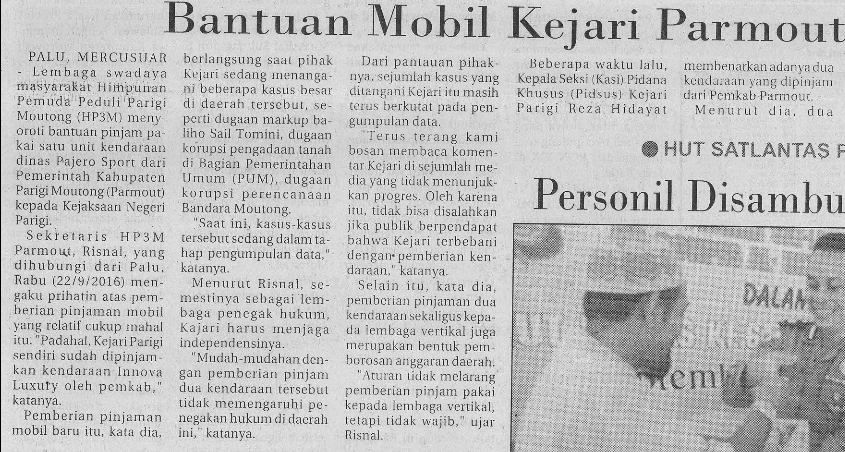 Bantuan Mobil Kejari Parmout
PALU, MERCUSUAR
- Lembaga swadaya
masyarakat Himpunan
Pemuda Peduli Parigi
Moutong (HP3M) meny-
oroti bantuan pinjam pa-
kai satu unit kendaraan
dinas Pajero Sport dari
Pemerintah Kabupaten
Parigi Moutong (Parmout)
kepada Kejaksaan Negeri
Parigi.
Sekretaris HP3M
Parmout, Risnal, yang
dihubungi dari Palu,
Rabu (22/9/2016) men-
gaku prihatin atas pem-
berian pinjaman mobil
yang relatif cukup mahal
itu. "Padahal, Kejari Parigi
sendiri sudah dipinjam-
kan kendaraan Innova
Luxury oleh pemkab,"
katanya.
Pemberian pinjaman
mobil baru itu, kata dia,
berlangsung saat pihak
Kejari sedang menanga-
ni beberapa kasus besar
di daerah tersebut, se-
perti dugaan markup ba-
liho Sail Tomini, dugaan
korupsi pengadaan tanah
di Bagian Pemerintahan
Umum (PUM), dugaan
korupsi perencanaan
Bandara Moutong.
"Saat ini, kasus-kasus
tersebut sedang dalam ta-
hap pengumpulan data,"
katanya.
Menurut Risnal, se-
mestinya sebagai lem-
baga penegak hukum,
Kajari harus menjaga
independensinya.
"Mudah-mudahan den-
gan pemberian pinjam
dua kendaraan tersebut
tidak memengaruhi pe-
negakan hukum di daerah
ini," katanya.
Dari pantauan pihak-
nya, sejumlah kasus yang
ditangani Kejari itu masih
terus berkutat pada pen-
gumpulan data.
"Terus terang kami
bosan membaca komen-
tar Kejari di sejumlah me-
dia yang tidak menunjuk-
kan progres. Oleh karena
itu, tidak bisa disalahkan
jika publik berpendapat
bahwa Kejari terbebani
dengan pemberian ken-
daraan," katanya.
Selain itu, kata dia,
pemberian pinjaman dua
kendaraan sekaligus kepa-
da lembaga vertikal juga
merupakan bentuk pem-
borosan anggaran daerah.
"Aturan tidak melarang
pemberian pinjam pakai
kepada lembaga vertikal,
tetapi tidak wajib," ujar
Risnal.
Beberapa waktu lalu,
Kepala Seksi (Kasi) Pidana
Khusus (Pidsus) Kejari
Parigi Reza Hidayat
membenarkan adanya dua
kendaraan yang dipinjam
dari Pemkab Parmout.
Menurut dia, dua
HUT SATLANTAS P
Personil Disambu
DALAN